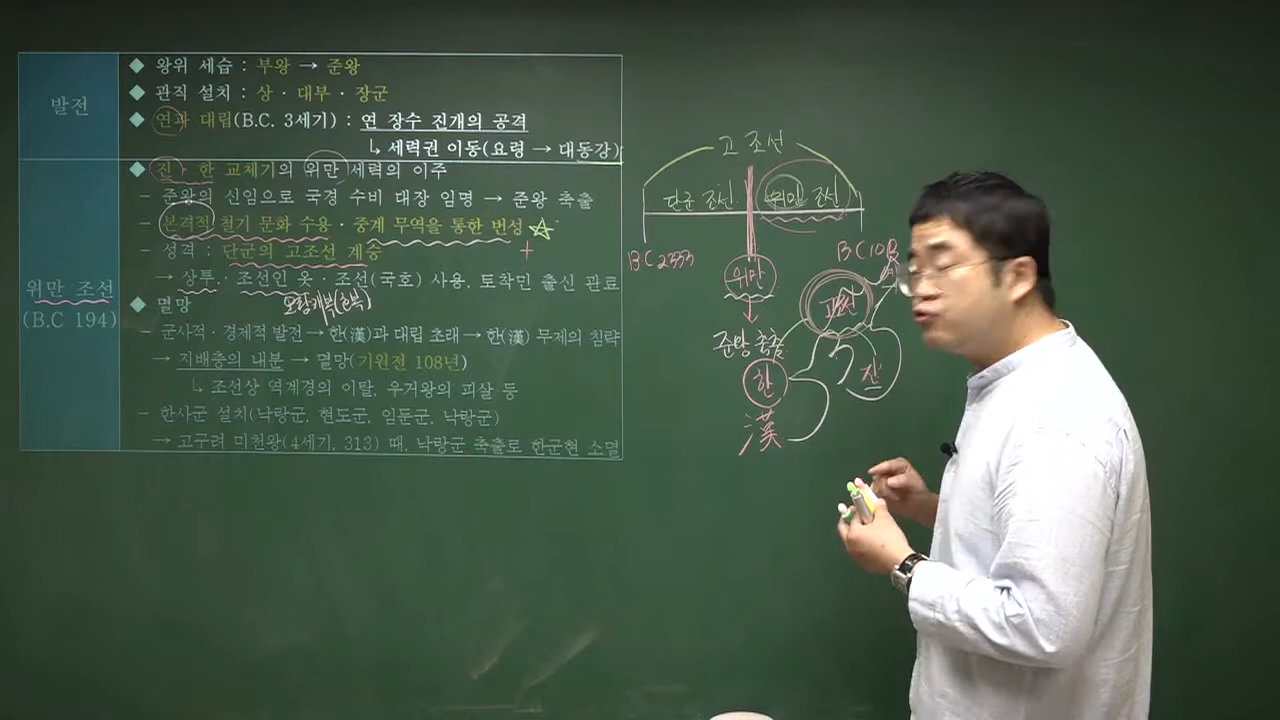 발전
◆ 왕위 세습 : 부왕 → 준왕
◆ 관직 설치 : 상 · 대부 · 장군
◆ 연과 대립(B.C. 3세기) : 연 장수 진개의 공격
↳ 세력권 이동(요령 → 대동강)
위만 조선
(B.C 194)
◆ 진 · 한 교체기의 위만 세력의 이주
- 준왕의 신임으로 국경 수비 대장 임명 → 준왕 축출
- 본격적 철기 문화 수용 · 중계 무역을 통한 번성 ☆
- 성격 : 단군의 고조선 계승
→ 상투 · 조선인 옷 · 조선(국호) 사용, 토착민 출신 관료
◆ 멸망
- 군사적 · 경제적 발전 → 한(漢)과 대립 초래 → 한(漢) 무제의 침략
→ 지배층의 내분 → 멸망(기원전 108년)
↳ 조선상 역계경의 이탈, 우거왕의 피살 등
- 한사군 설치(낙랑군, 현도군, 임둔군, 낙랑군)
→ 고구려 미천왕(4세기, 313) 때, 낙랑군 축출로 한군현 소멸
고 조선
단군 조선
위만 조선
BC2333
BC108
위만
준왕 축출
한
漢
진